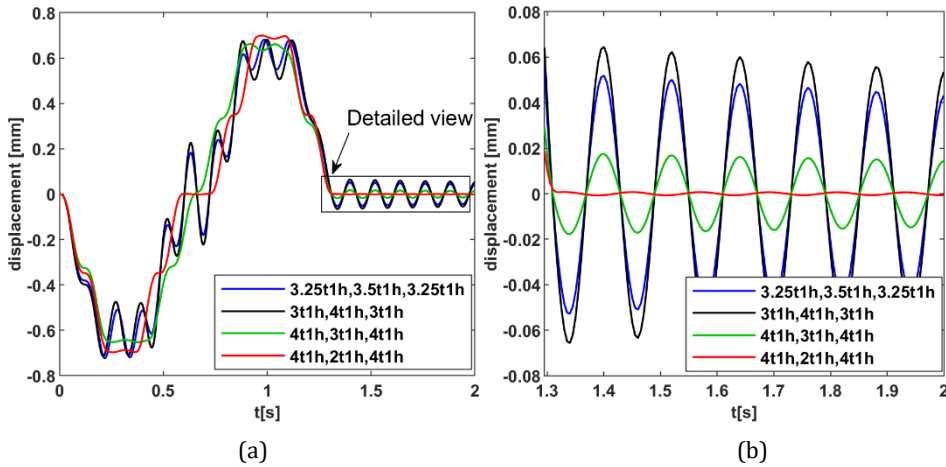 0.8
0.6
0.4
0.2
0
-0.2
-0.4
-0.6
-0.8
displacement [mm]
0
0.5
1
1.5
2
t[s]
Detailed view
3.25t1h,3.5t1h,3.25t1h
3t1h,4t1h,3t1h
4t1h,3t1h,4t1h
4t1h,2t1h,4t1h
(a)
0.08
0.06
0.04
0.02
0
-0.02
-0.04
-0.06
-0.08
displacement [mm]
1.3
1.4
1.5
1.6
1.7
1.8
1.9
2
t[s]
3.25t1h,3.5t1h,3.25t1h
3t1h,4t1h,3t1h
4t1h,3t1h,4t1h
4t1h,2t1h,4t1h
(b)